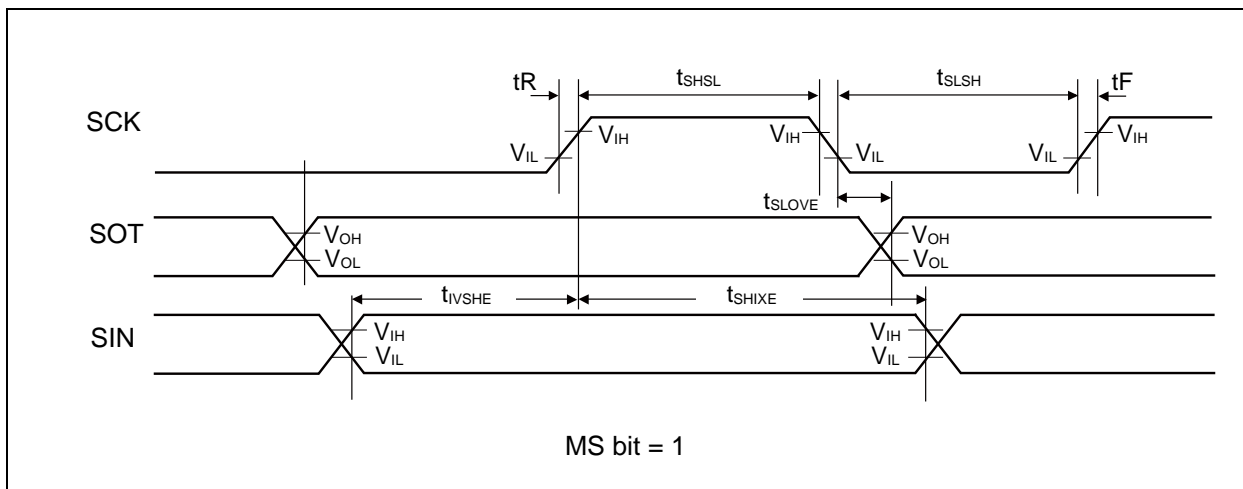 tR tSHSL tSLSH tF
SCK
VIH VIH VIH
VIL VIL VIL
tSLOVE
SOT
VOH VOH
VOL VOL
tIVSHE tSHIXE
SIN
VIH VIH
VIL VIL
MS bit = 1